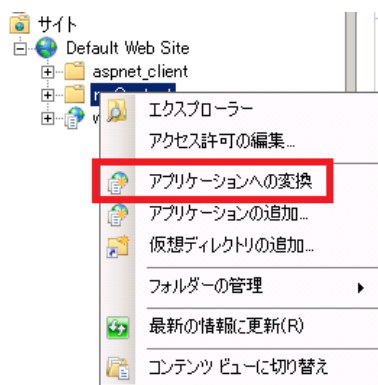 サイト
Default Web Site
aspnet_client
エクスプローラー
アクセス許可の編集...
アプリケーションへの変換
アプリケーションの追加...
仮想ディレクトリの追加...
フォルダーの管理
最新の情報に更新(R)
コンテンツ ビューに切り替え